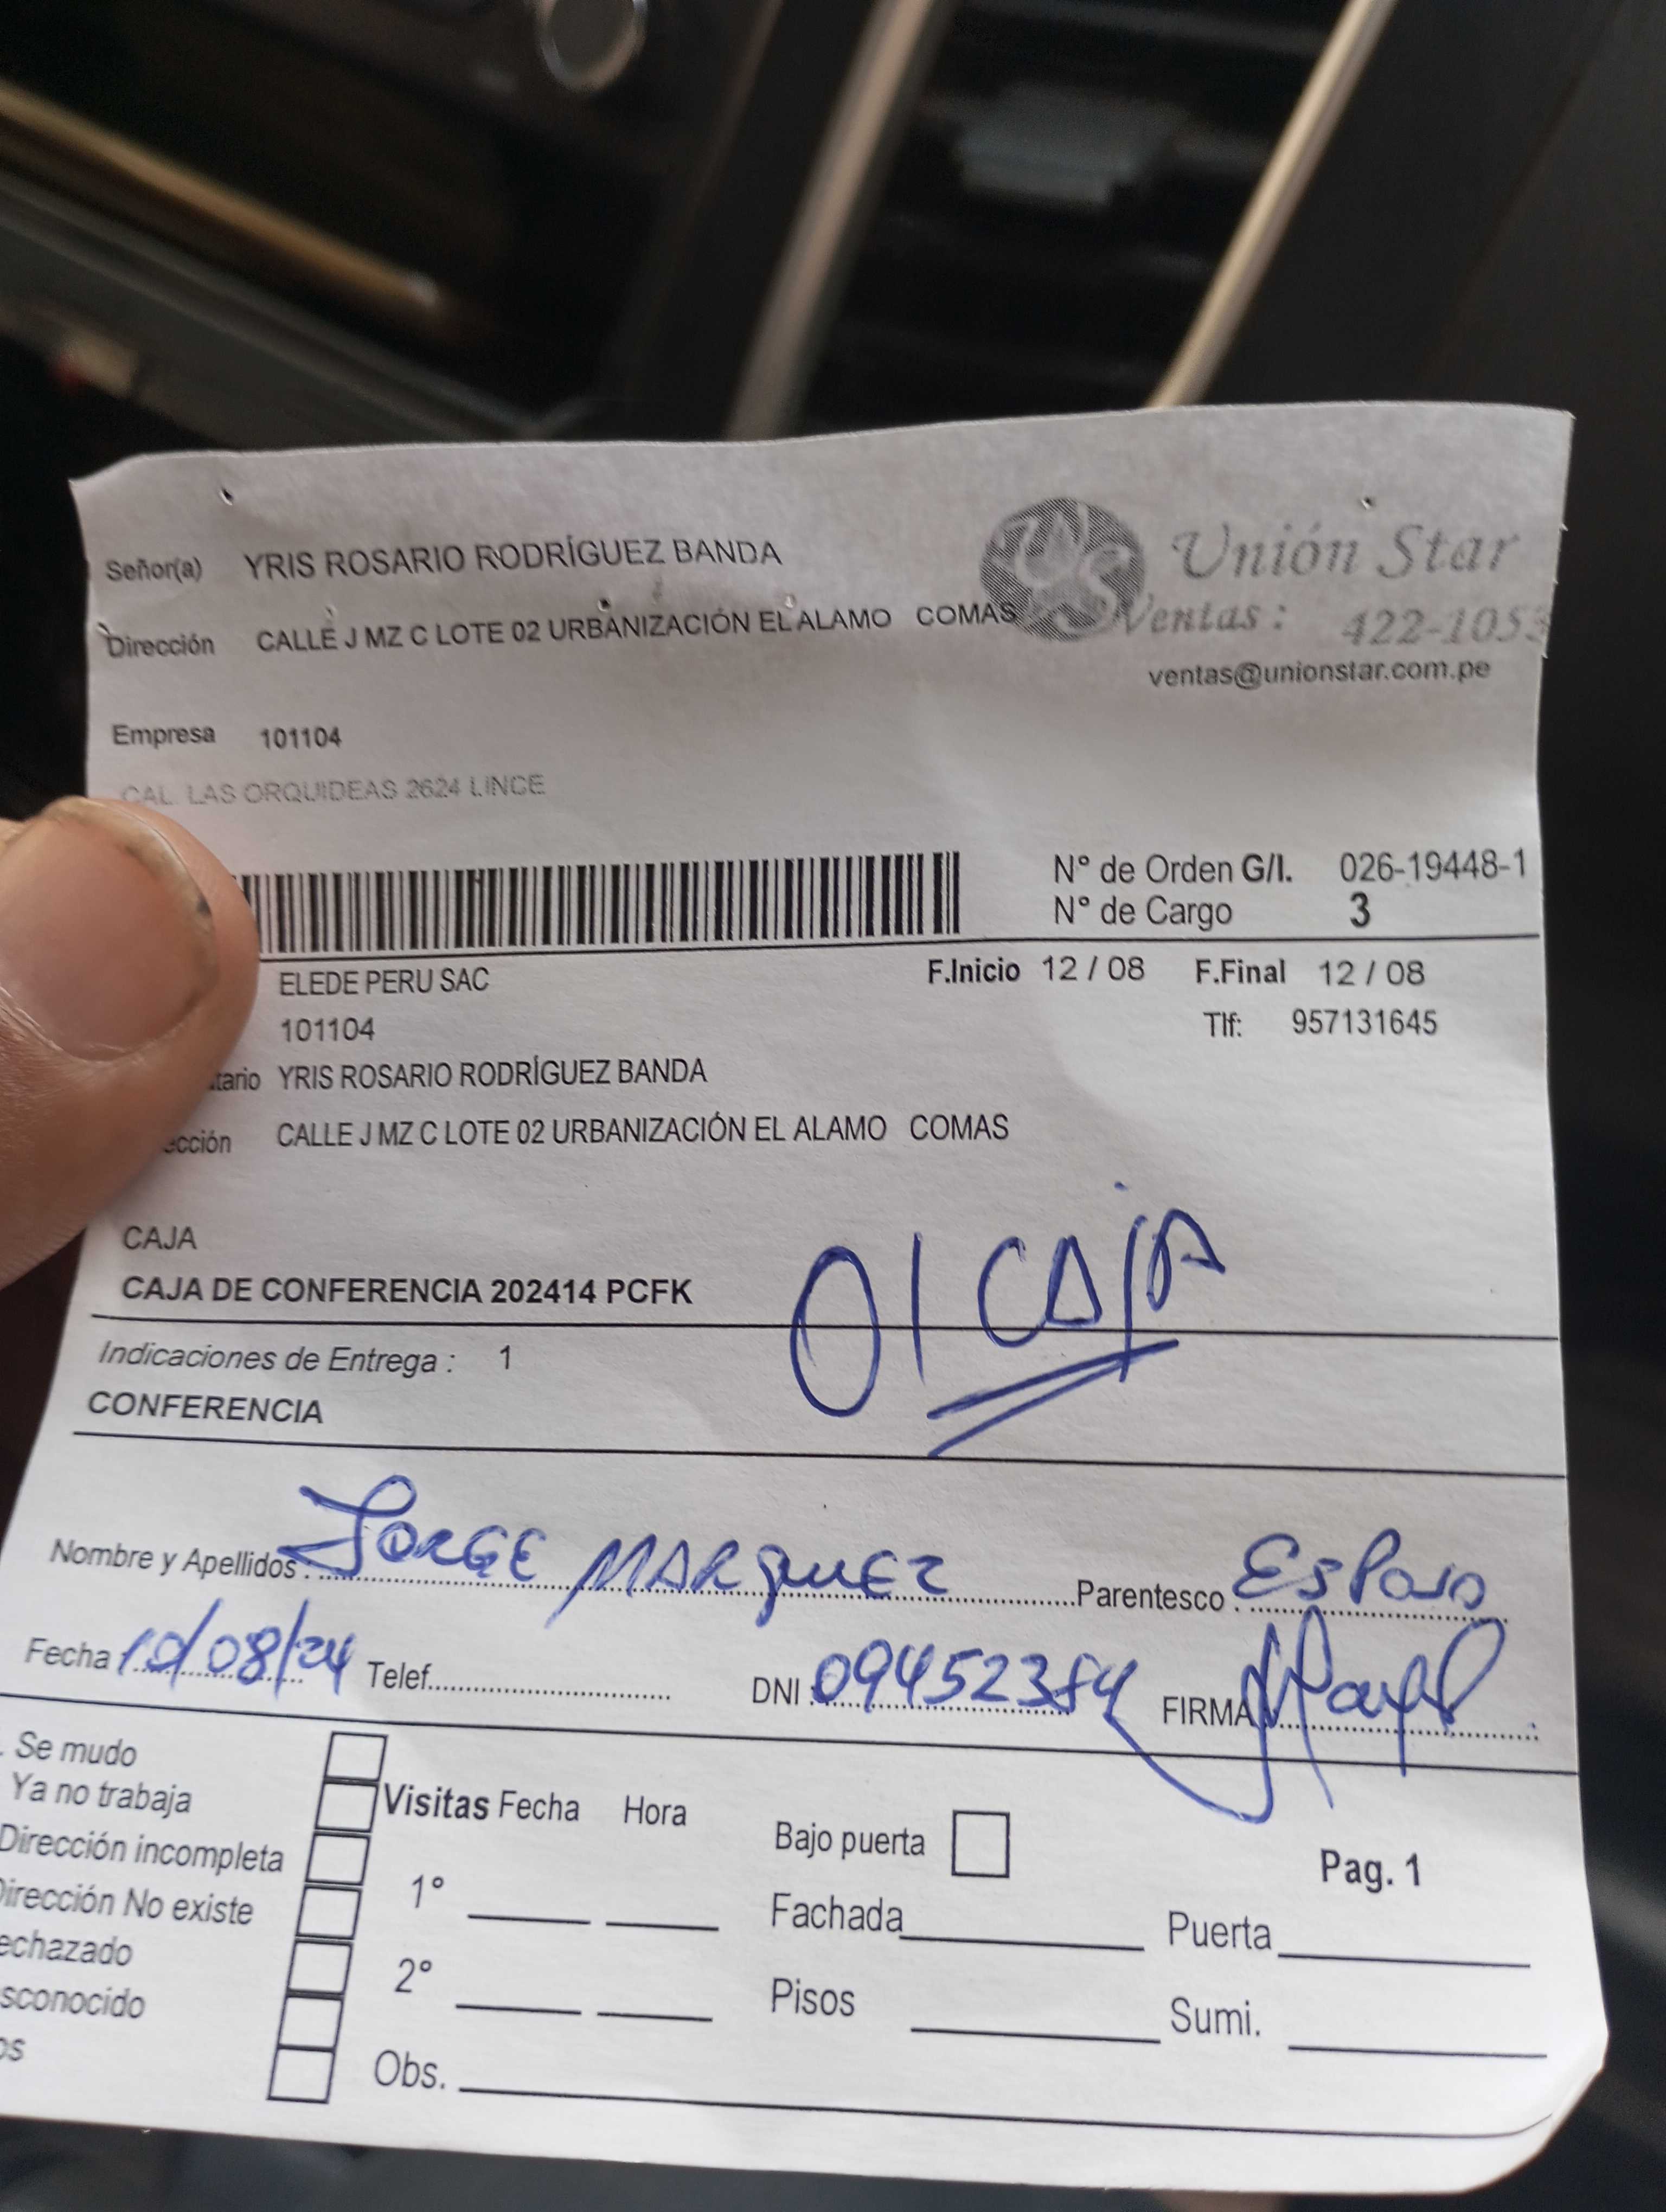 Señor(a) YRIS ROSARIO RODRÍGUEZ BANDA
Unión Star
Dirección CALLE J MZ C LOTE 02 URBANIZACIÓN EL ALAMO COMAS
Ventas : 422-1053
ventas@unionstar.com.pe
Empresa 101104
CAL. LAS ORQUIDEAS 2624 LINCE
N° de Orden G/I. 026-19448-1
N° de Cargo 3
ELEDE PERU SAC F.Inicio 12 / 08 F.Final 12 / 08
101104 Tlf: 957131645
tario YRIS ROSARIO RODRÍGUEZ BANDA
ección CALLE J MZ C LOTE 02 URBANIZACIÓN EL ALAMO COMAS
CAJA
01 CAJA
CAJA DE CONFERENCIA 202414 PCFK
Indicaciones de Entrega : 1
CONFERENCIA
Nombre y Apellidos : JORGE MARQUEZ Parentesco : Esposo
Fecha 10/08/24 Telef. DNI : 09452384 FIRMA
Se mudo
Ya no trabaja Visitas Fecha Hora
Dirección incompleta Bajo puerta Pag. 1
Dirección No existe 1° Fachada Puerta
echazado
sconocido 2° Pisos Sumi.
os Obs.